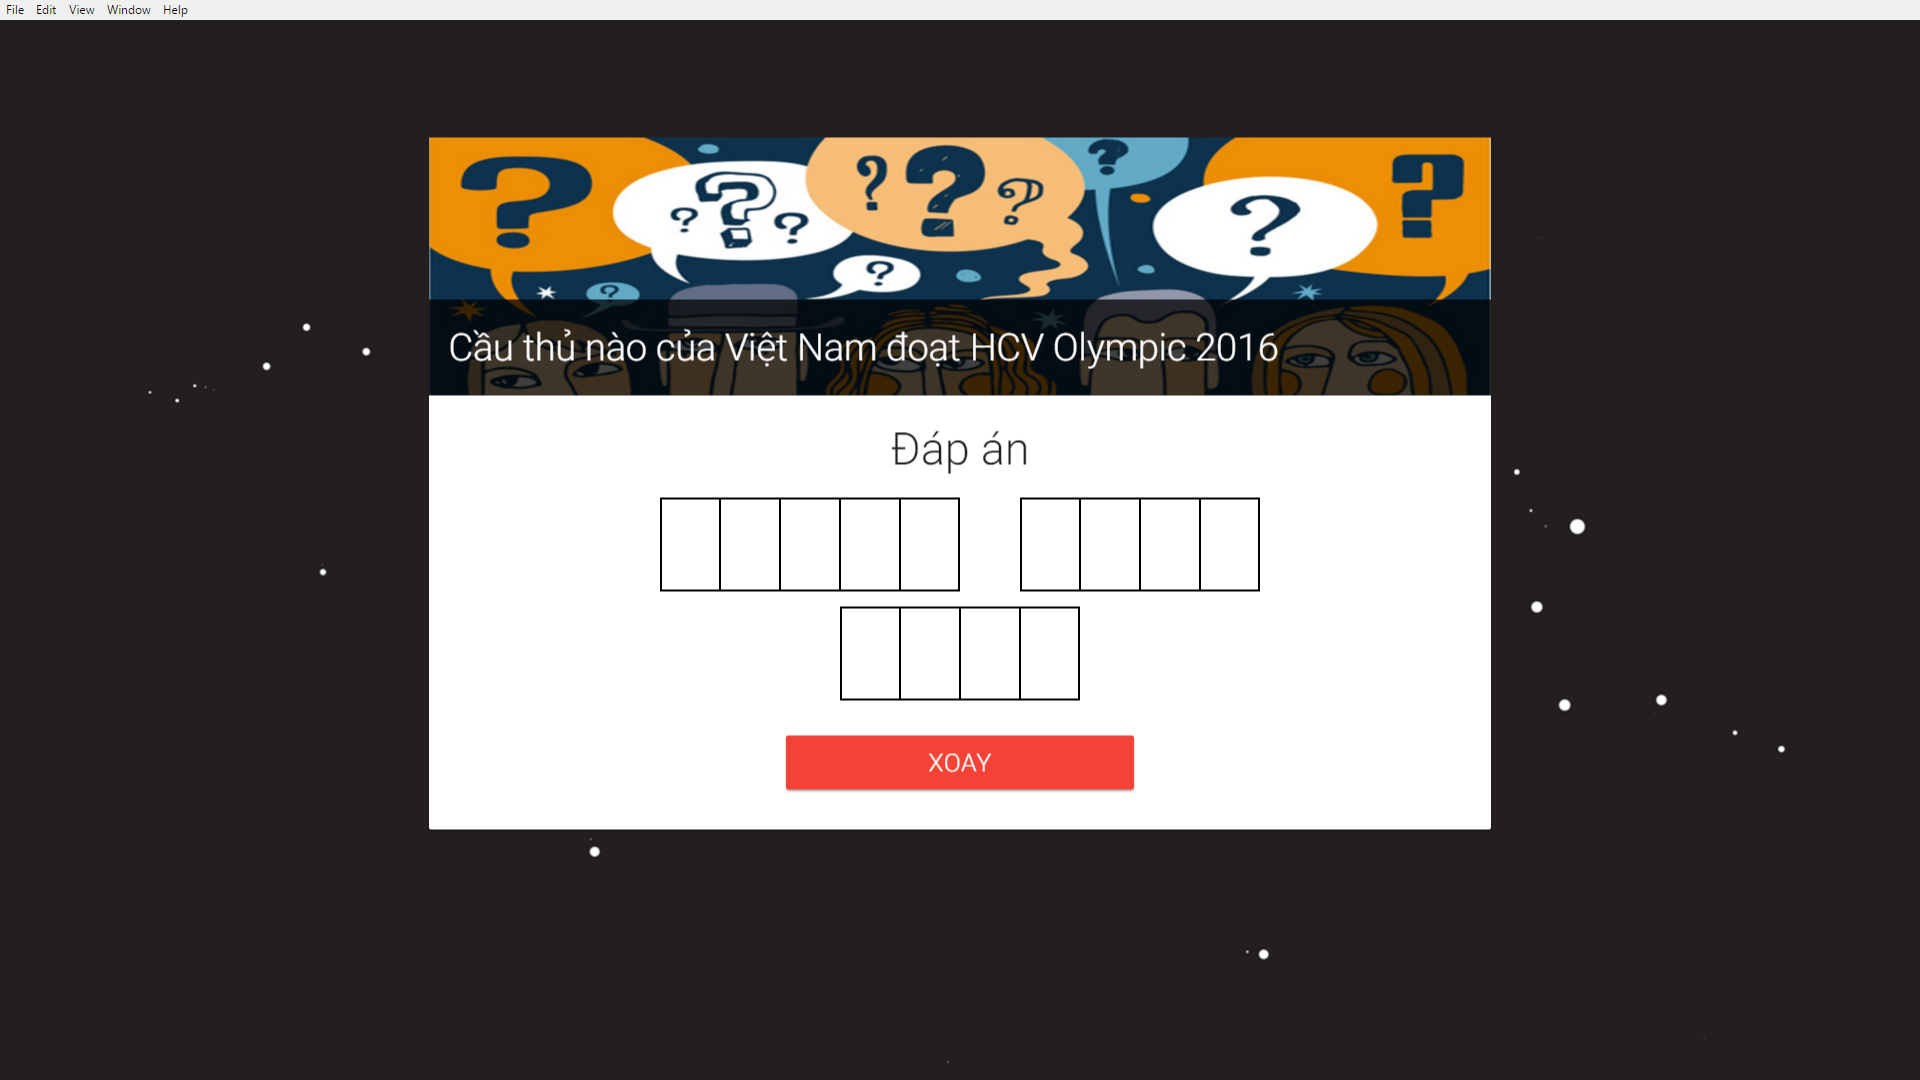 File Edit View Window Help
Cầu thủ nào của Việt Nam đoạt HCV Olympic 2016
Đáp án
XOAY